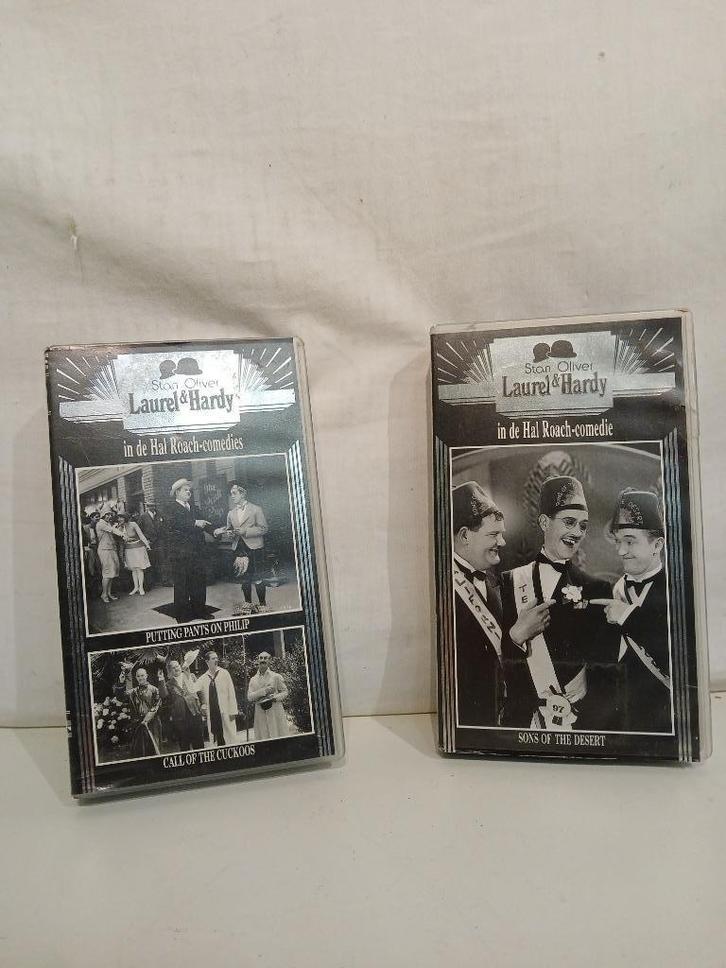 Stan Oliver
Laurel & Hardy
in de Hal Roach-comedies
PUTTING PANTS ON PHILIP
CALL OF THE CUCKOOS
Stan Oliver
Laurel & Hardy
in de Hal Roach-comedie
97
SONS OF THE DESERT